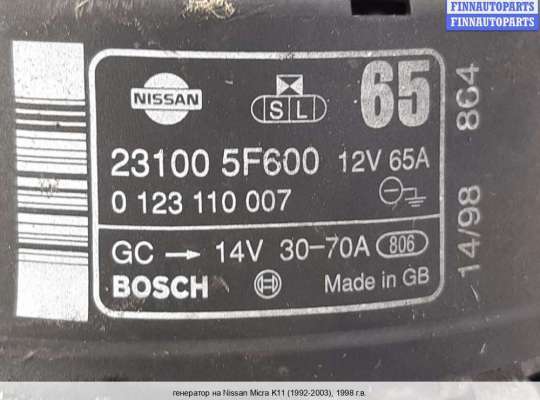 FINNAUTOPARTS
FINNAUTOPARTS
NISSAN
S L
65
23100 5F600 12V 65A
0 123 110 007
GC → 14V 30-70A 806
BOSCH Made in GB
14/98 864
генератор на Nissan Micra K11 (1992-2003), 1998 г.в.